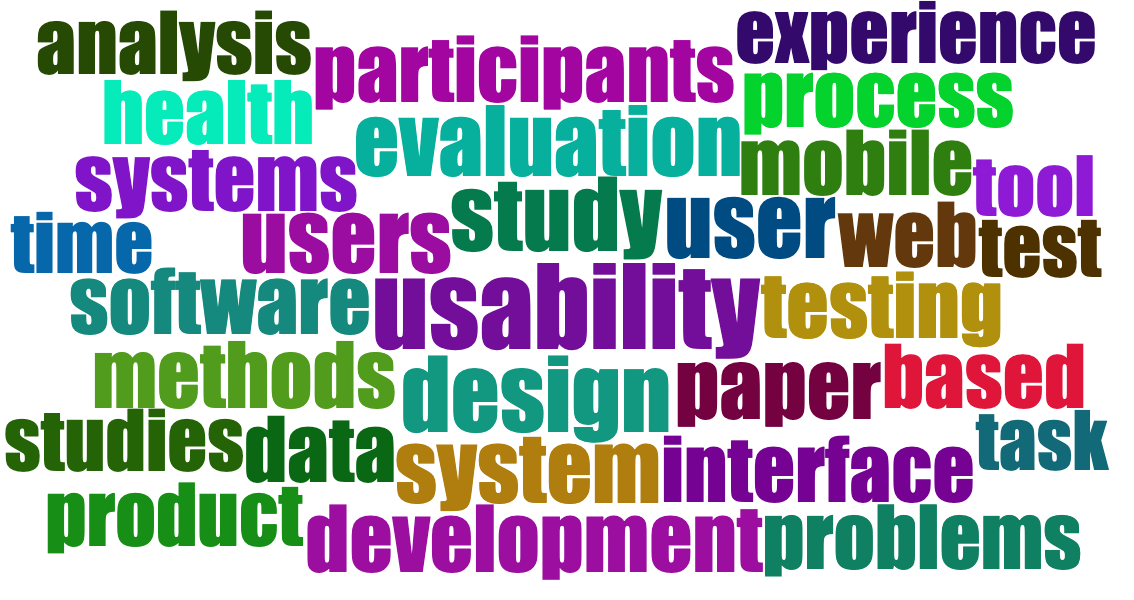 analysis participants experience
health evaluation process
systems study mobile tool
time users user web test
software usability testing
methods design paper based
studies data system interface task
product development problems